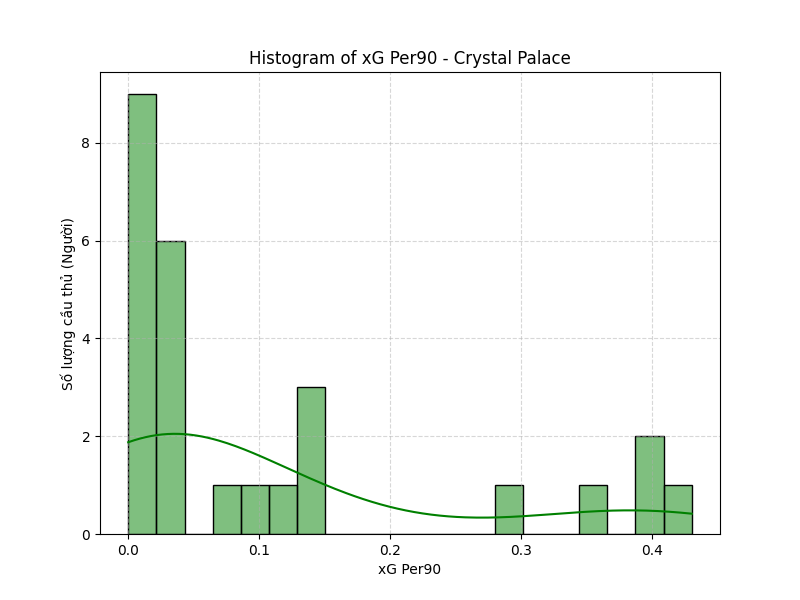 Histogram of xG Per90 - Crystal Palace
Số lượng cầu thủ (Người)
8
6
4
2
0
0.0 0.1 0.2 0.3 0.4
xG Per90